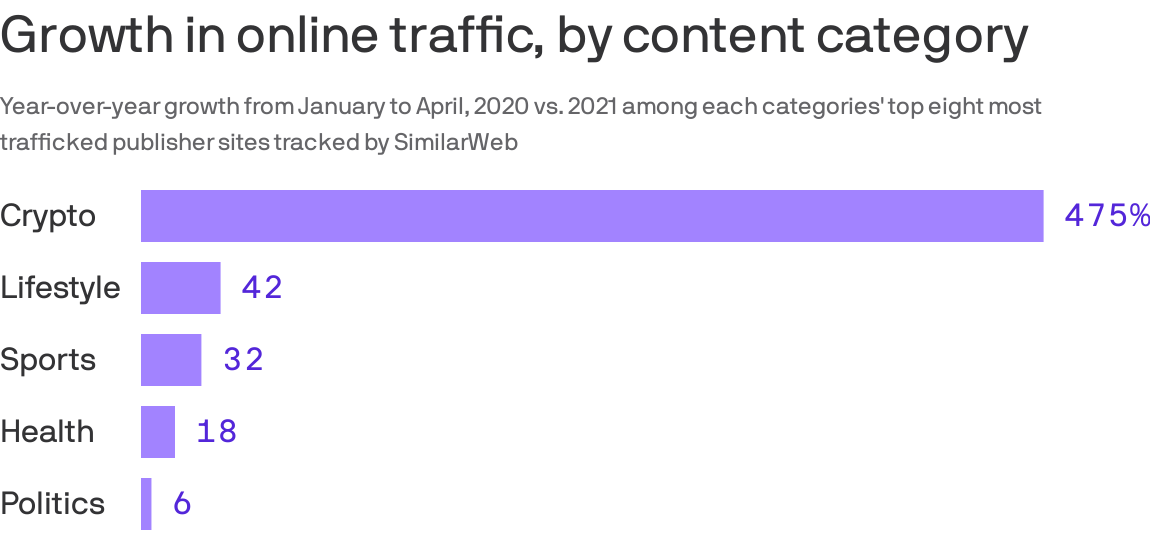 Growth in online traffic, by content category
Year-over-year growth from January to April, 2020 vs. 2021 among each categories' top eight most
trafficked publisher sites tracked by SimilarWeb
Crypto 475%
Lifestyle 42
Sports 32
Health 18
Politics 6